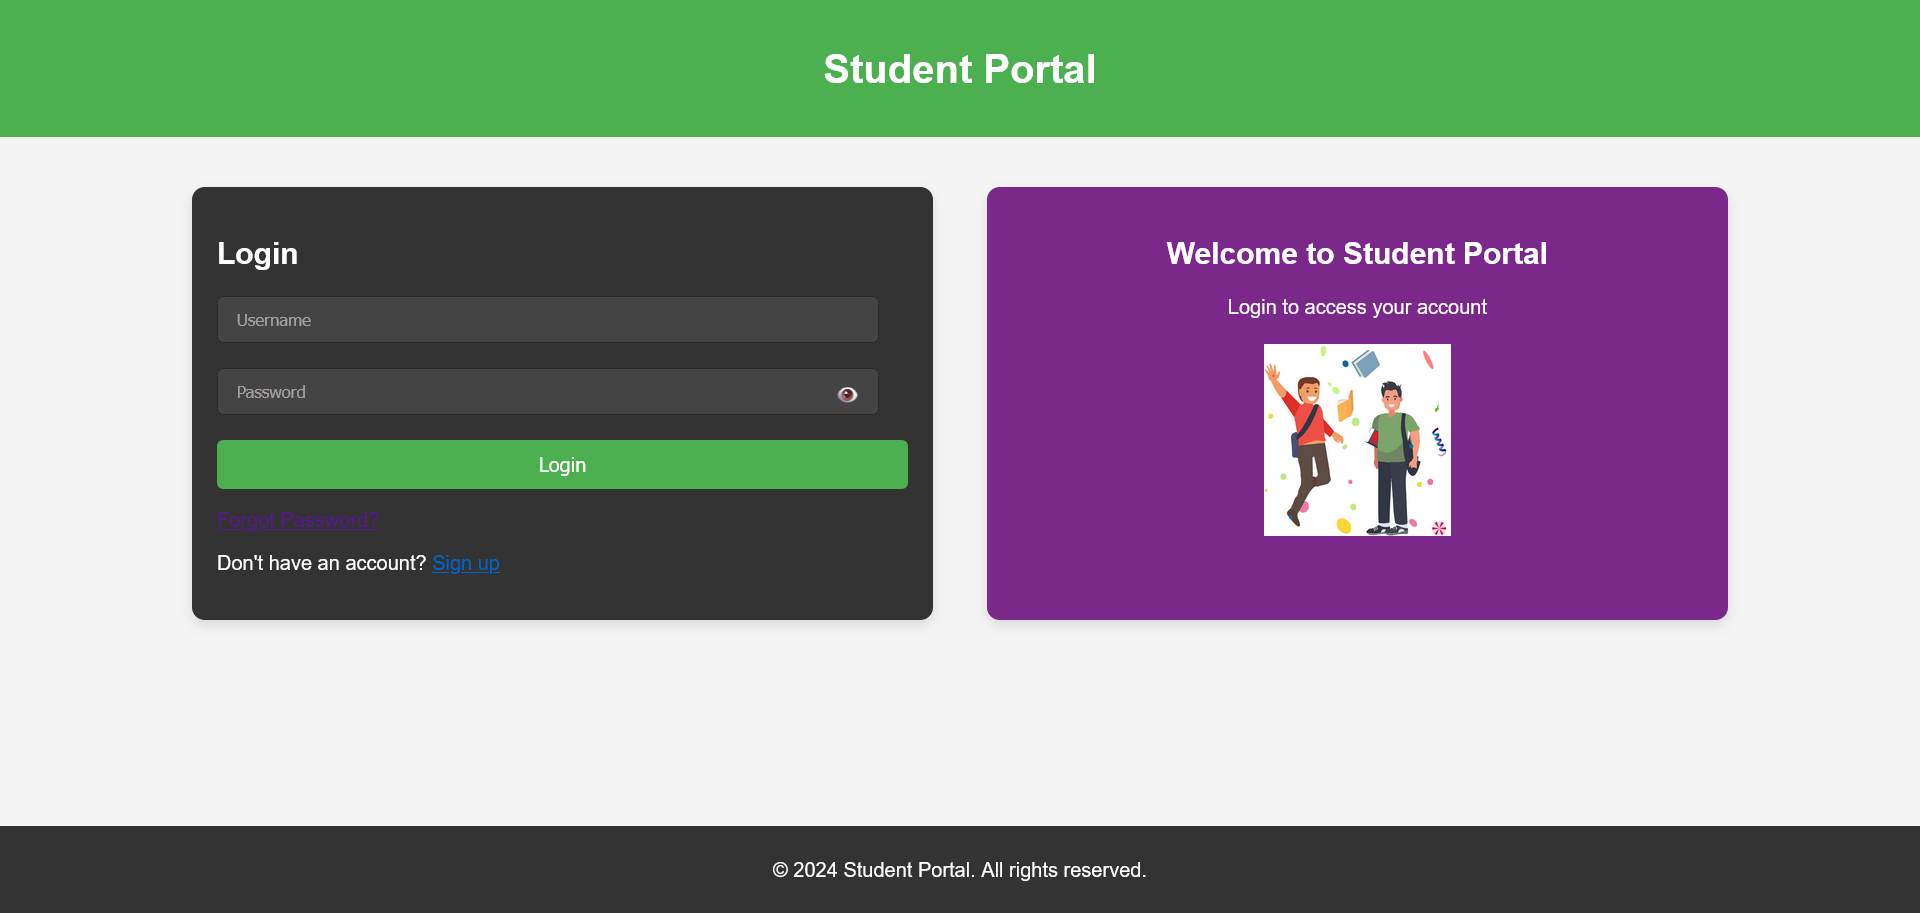 Student Portal
Login
Username
Password
Login
Forgot Password?
Don't have an account? Sign up
Welcome to Student Portal
Login to access your account
© 2024 Student Portal. All rights reserved.